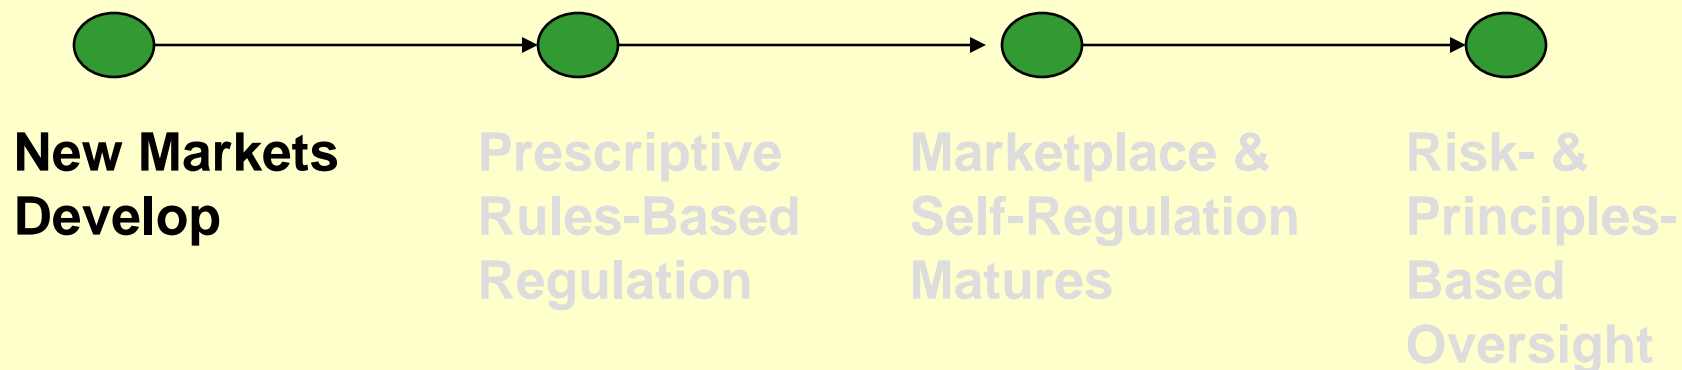 New Markets
Develop
Prescriptive
Rules-Based
Regulation
Marketplace &
Self-Regulation
Matures
Risk- &
Principles-
Based
Oversight